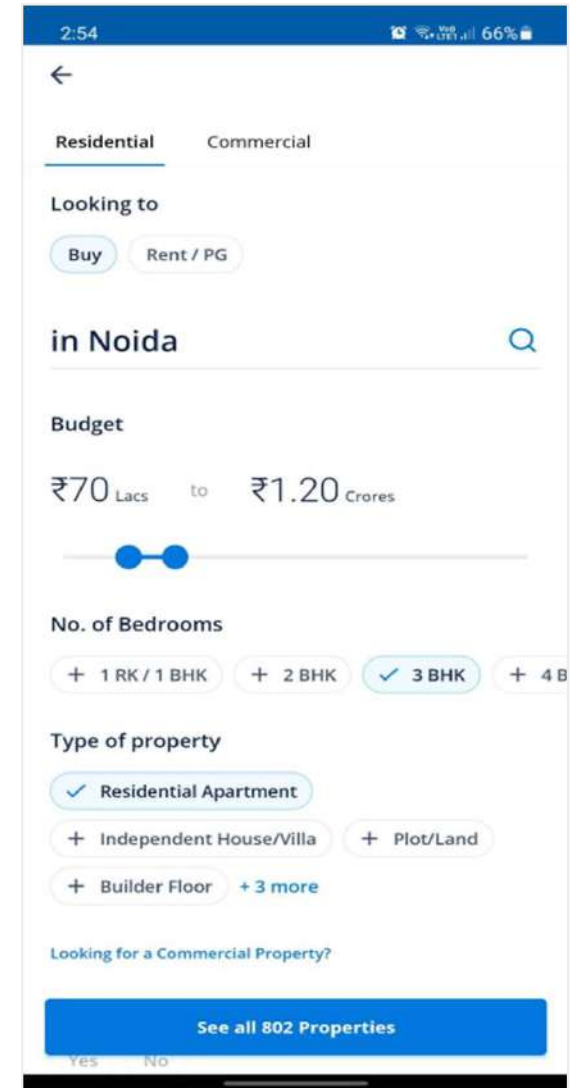 2:54 66%
Residential Commercial
Looking to
Buy Rent / PG
in Noida
Budget
₹70 Lacs to ₹1.20 Crores
No. of Bedrooms
+ 1 RK / 1 BHK + 2 BHK ✓ 3 BHK + 4 B
Type of property
✓ Residential Apartment
+ Independent House/Villa + Plot/Land
+ Builder Floor + 3 more
Looking for a Commercial Property?
See all 802 Properties
Yes No